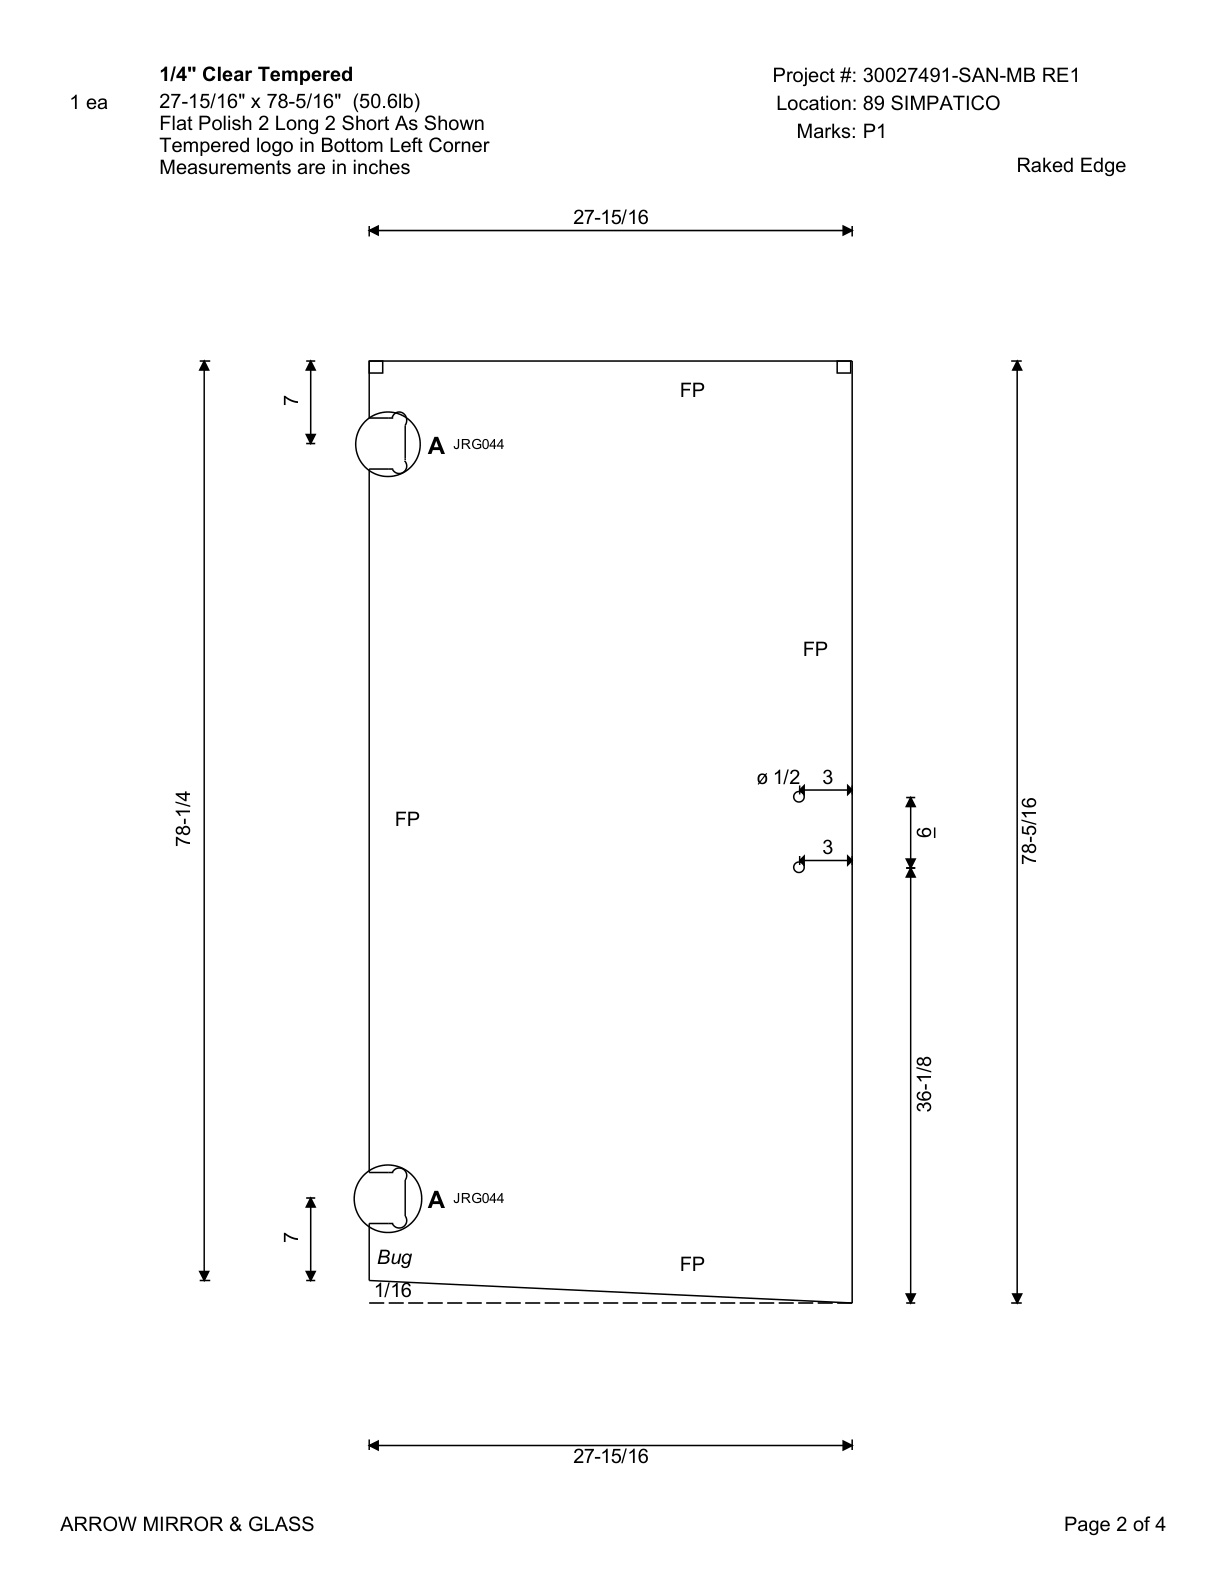 1/4" Clear Tempered
1 ea
27-15/16" x 78-5/16" (50.6lb)
Flat Polish 2 Long 2 Short As Shown
Tempered logo in Bottom Left Corner
Measurements are in inches
Project #: 30027491-SAN-MB RE1
Location: 89 SIMPATICO
Marks: P1
Raked Edge
27-15/16
7
FP
A JRG044
FP
ø 1/2
3
78-1/4
FP
6
78-5/16
3
36-1/8
A JRG044
7
Bug
FP
1/16
27-15/16
ARROW MIRROR & GLASS
Page 2 of 4